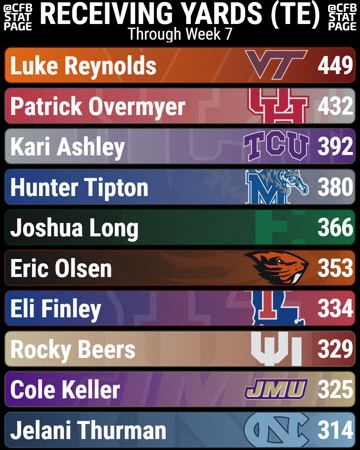 @CFB
STAT
PAGE
RECEIVING YARDS (TE)
Through Week 7
@CFB
STAT
PAGE
Luke Reynolds VT 449
Patrick Overmyer UH 432
Kari Ashley TCU 392
Hunter Tipton M 380
Joshua Long E 366
Eric Olsen 353
Eli Finley L 334
Rocky Beers OU 329
Cole Keller JMU 325
Jelani Thurman NC 314